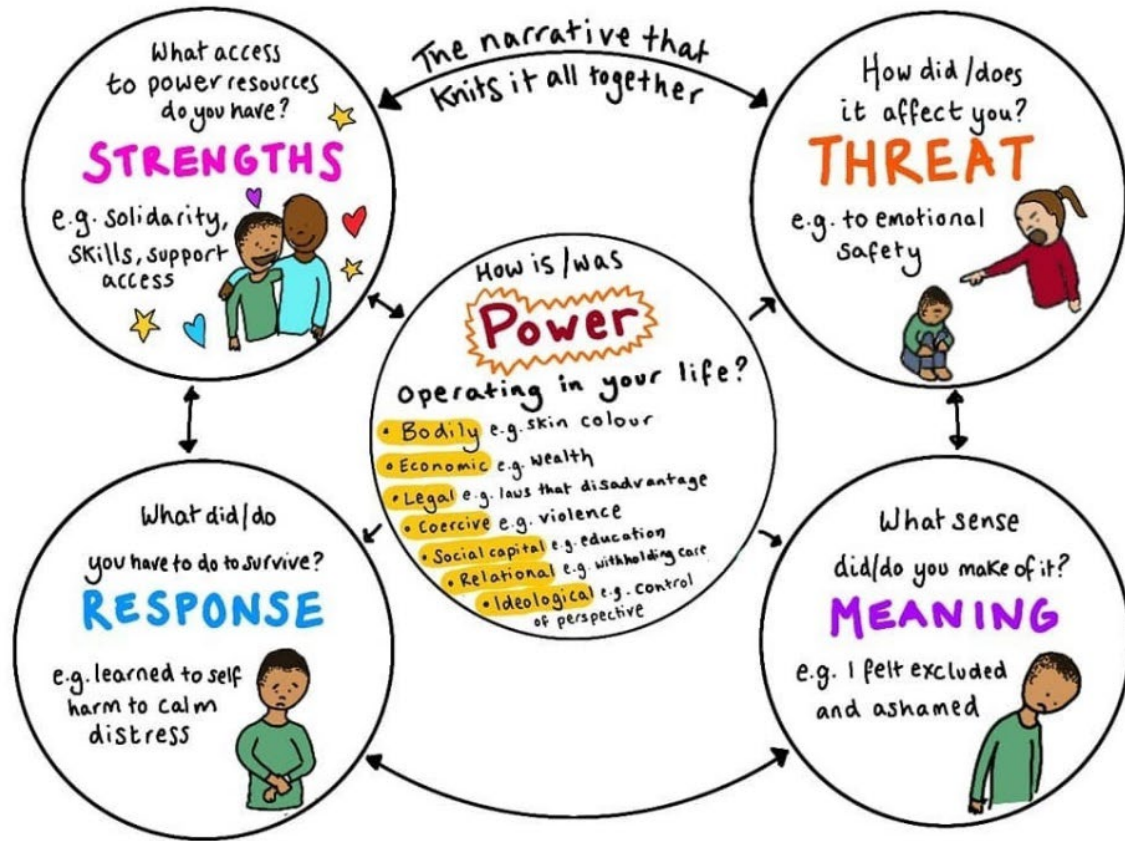 What access
to power resources
do you have?
STRENGTHS
e.g. solidarity,
skills, support
access
The narrative that
Knits it all together
How did/does
it affect you?
THREAT
e.g. to emotional
safety
How is/was
Power
operating in your life?
• Bodily e.g. skin colour
• Economic e.g. wealth
• Legal e.g. laws that disadvantage
• Coercive e.g. violence
• Social capital e.g. education
• Relational e.g. withholding care
• Ideological e.g. control
of perspective
What did/do
you have to do to survive?
RESPONSE
e.g. learned to self
harm to calm
distress
What sense
did/do you make of it?
MEANING
e.g. I felt excluded
and ashamed